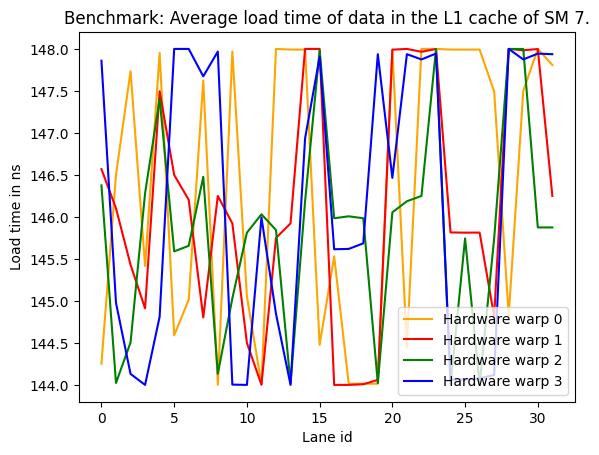 Benchmark: Average load time of data in the L1 cache of SM 7.
148.0
147.5
147.0
146.5
146.0
145.5
145.0
144.5
144.0
Load time in ns
0 5 10 15 20 25 30
Lane id
Hardware warp 0
Hardware warp 1
Hardware warp 2
Hardware warp 3